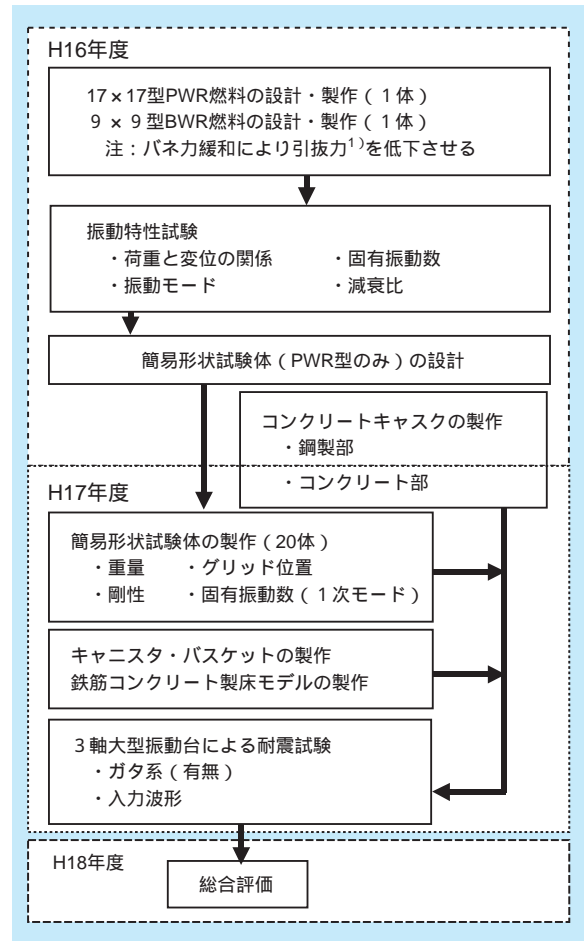 H16年度
17×17型PWR燃料の設計・製作(1体)
9×9型BWR燃料の設計・製作(1体)
注：バネ力緩和により引抜力1)を低下させる
振動特性試験
・荷重と変位の関係 ・固有振動数
・振動モード ・減衰比
簡易形状試験体(PWR型のみ)の設計
コンクリートキャスクの製作
・鋼製部
・コンクリート部
H17年度
簡易形状試験体の製作(20体)
・重量 ・グリッド位置
・剛性 ・固有振動数(1次モード)
キャニスタ・バスケットの製作
鉄筋コンクリート製床モデルの製作
3軸大型振動台による耐震試験
・ガタ系(有無)
・入力波形
H18年度
総合評価